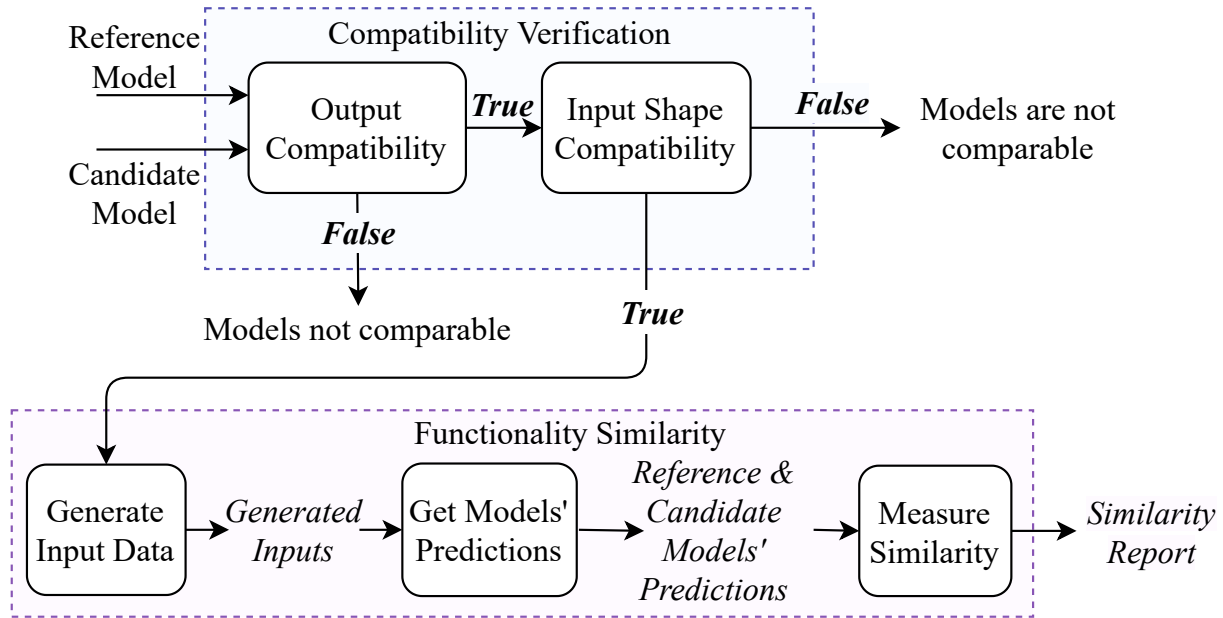 Compatibility Verification
Reference
Model
Candidate
Model
Output
Compatibility
True
Input Shape
Compatibility
False
Models are not
comparable
False
Models not comparable
True
Functionality Similarity
Generate
Input Data
Generated
Inputs
Get Models'
Predictions
Reference &
Candidate
Models'
Predictions
Measure
Similarity
Similarity
Report